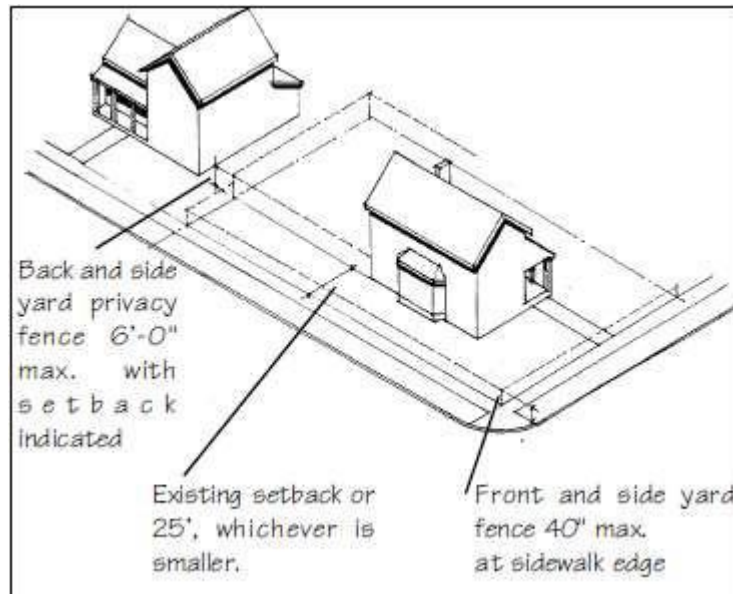 Back and side
yard privacy
fence 6'-0"
max. with
setback
indicated
Existing setback or
25', whichever is
smaller.
Front and side yard
fence 40" max.
at sidewalk edge